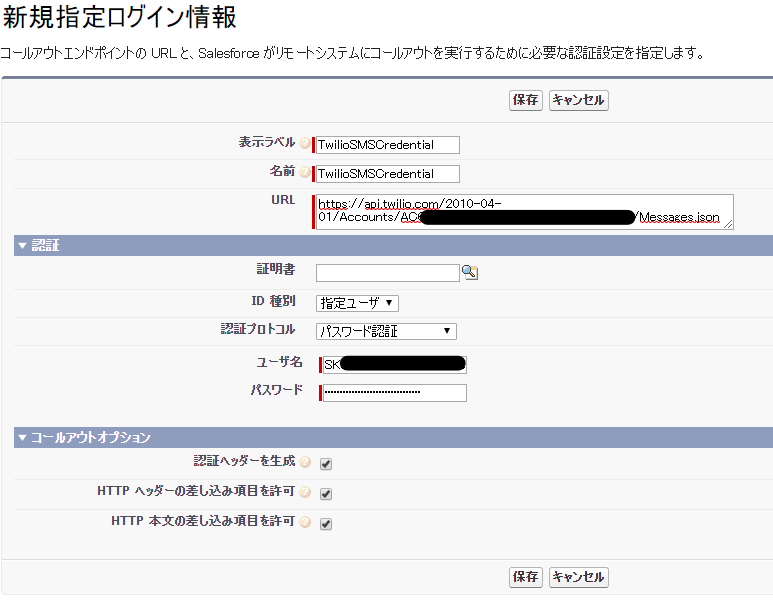 新規指定ログイン情報
コールアウトエンドポイントの URL と、Salesforce がリモートシステムにコールアウトを実行するために必要な認証設定を指定します。
保存 キャンセル
表示ラベル ? TwilioSMSCredential
名前 ? TwilioSMSCredential
URL https://api.twilio.com/2010-04-
01/Accounts/AC /Messages.json
▼ 認証
証明書
ID 種別 指定ユーザ ▼
認証プロトコル パスワード認証 ▼
ユーザ名 SK
パスワード ································
▼ コールアウトオプション
認証ヘッダーを生成 ?
HTTP ヘッダーの差し込み項目を許可 ?
HTTP 本文の差し込み項目を許可 ?
保存 キャンセル